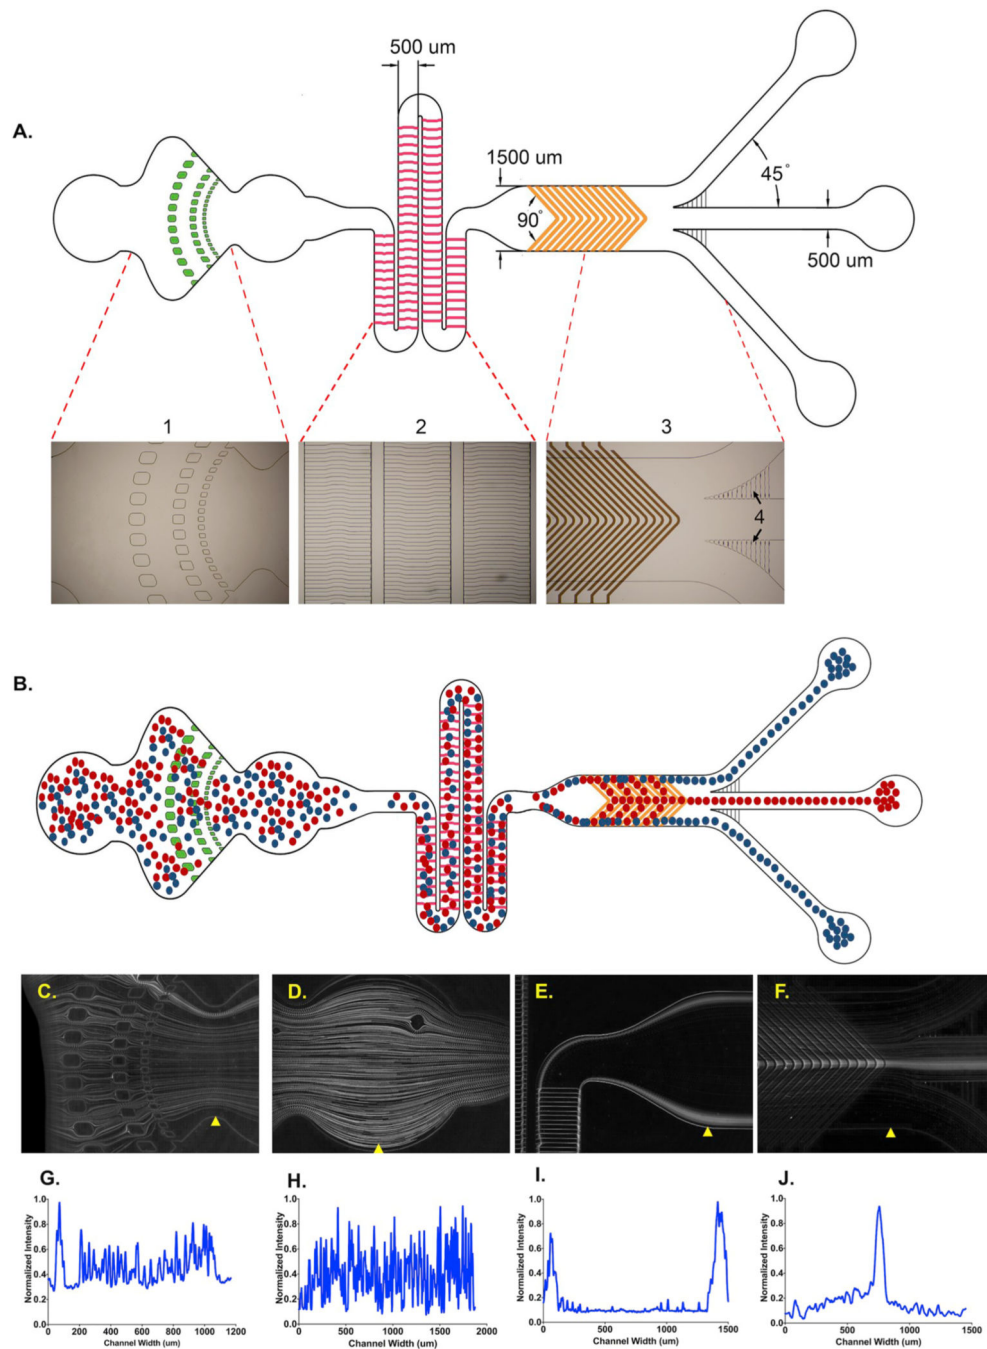 500 um
A.
1500 um
45°
90°
500 um
1
2
3
4
B.
C.
D.
E.
F.
G.
H.
I.
J.
Normalized Intensity
1.0
0.8
0.6
0.4
0.2
0.0
0
200
400
600
800
1000
1200
Channel Width (um)
Normalized Intensity
1.0
0.8
0.6
0.4
0.2
0.0
0
500
1000
1500
2000
Channel Width (um)
Normalized Intensity
1.0
0.8
0.6
0.4
0.2
0.0
0
500
1000
1500
Channel Width (um)
Normalized Intensity
1.0
0.8
0.6
0.4
0.2
0.0
0
500
1000
1500
Channel Width (um)